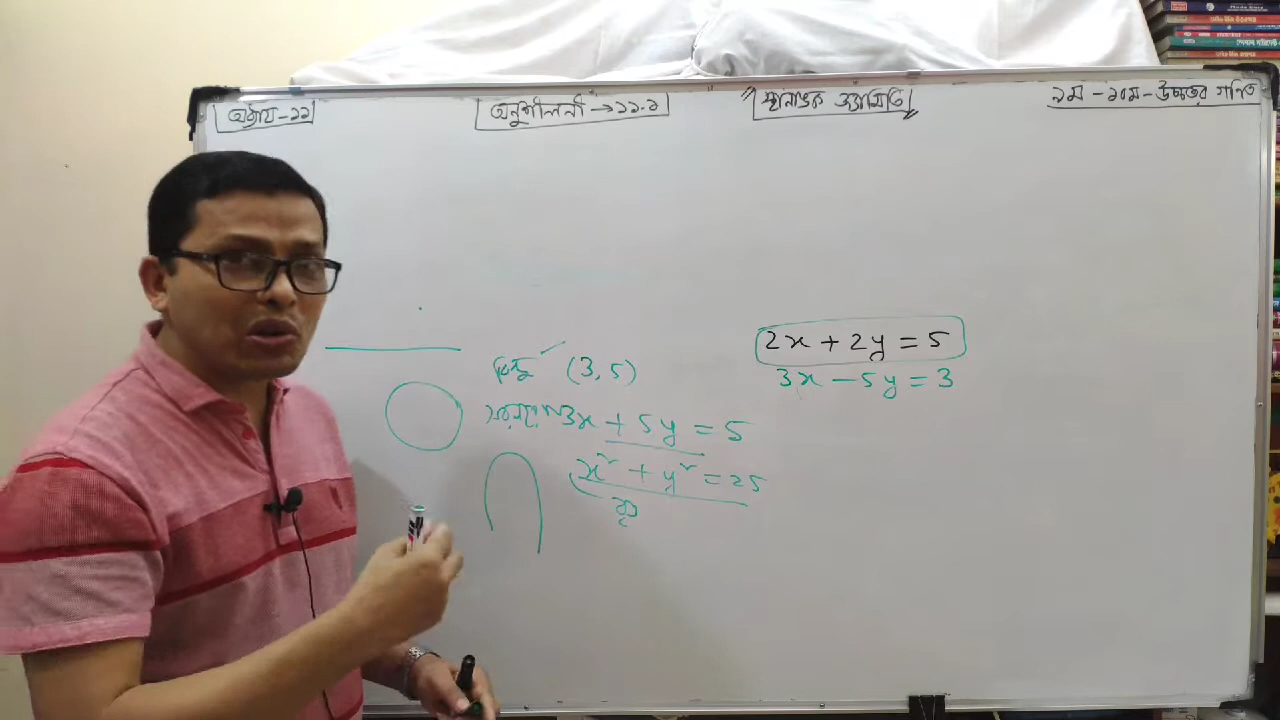 অধ্যায়-১১
অনুশীলনী → ১১.১
"স্থানাঙ্ক জ্যামিতি"
৯ম - ১০ম - উচ্চতর গণিত
2x + 2y = 5
3x - 5y = 3
বিন্দু ✓ (3, 5)
সরলরেখা 3x + 5y = 5
x² + y² = 25
বৃত্ত